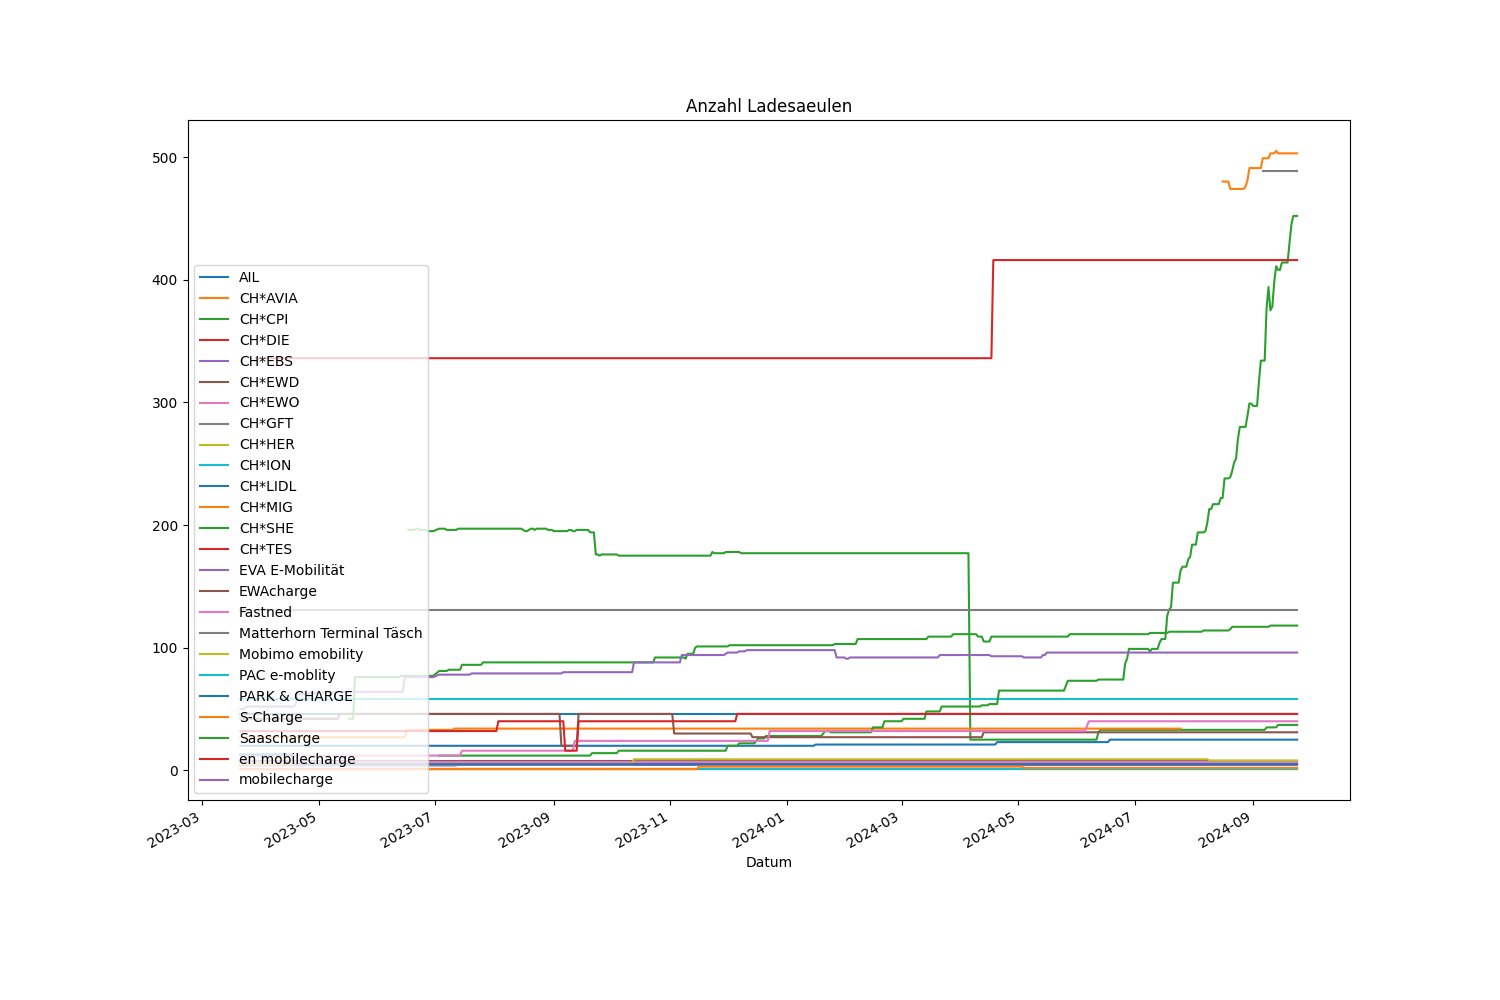 Anzahl Ladesaeulen
500
400
300
200
100
0
AIL
CH*AVIA
CH*CPI
CH*DIE
CH*EBS
CH*EWD
CH*EWO
CH*GFT
CH*HER
CH*ION
CH*LIDL
CH*MIG
CH*SHE
CH*TES
EVA E-Mobilität
EWAcharge
Fastned
Matterhorn Terminal Täsch
Mobimo emobility
PAC e-moblity
PARK & CHARGE
S-Charge
Saascharge
en mobilecharge
mobilecharge
2023-03
2023-05
2023-07
2023-09
2023-11
2024-01
2024-03
2024-05
2024-07
2024-09
Datum